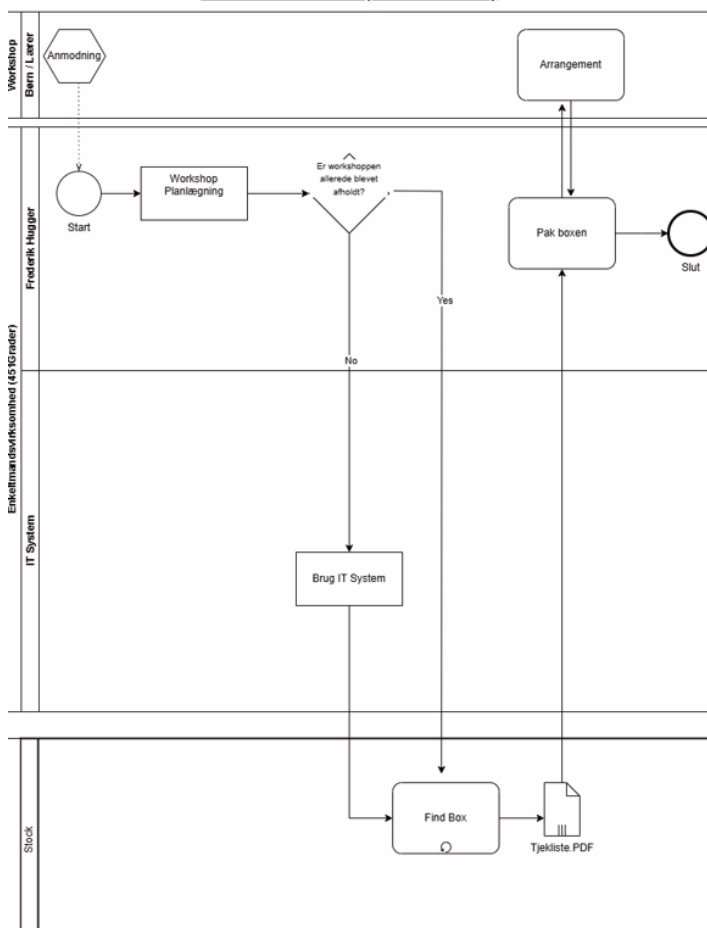 Workshop
Børn / Lærer
Anmodning
Arrangement
Enkeltmandsvirksomhed (451Grader)
Frederik Hugger
Start
Workshop
Planlægning
Er workshoppen
allerede blevet
afholdt?
Pak boxen
Slut
Yes
No
IT System
Brug IT System
Stock
Find Box
Tjekliste.PDF